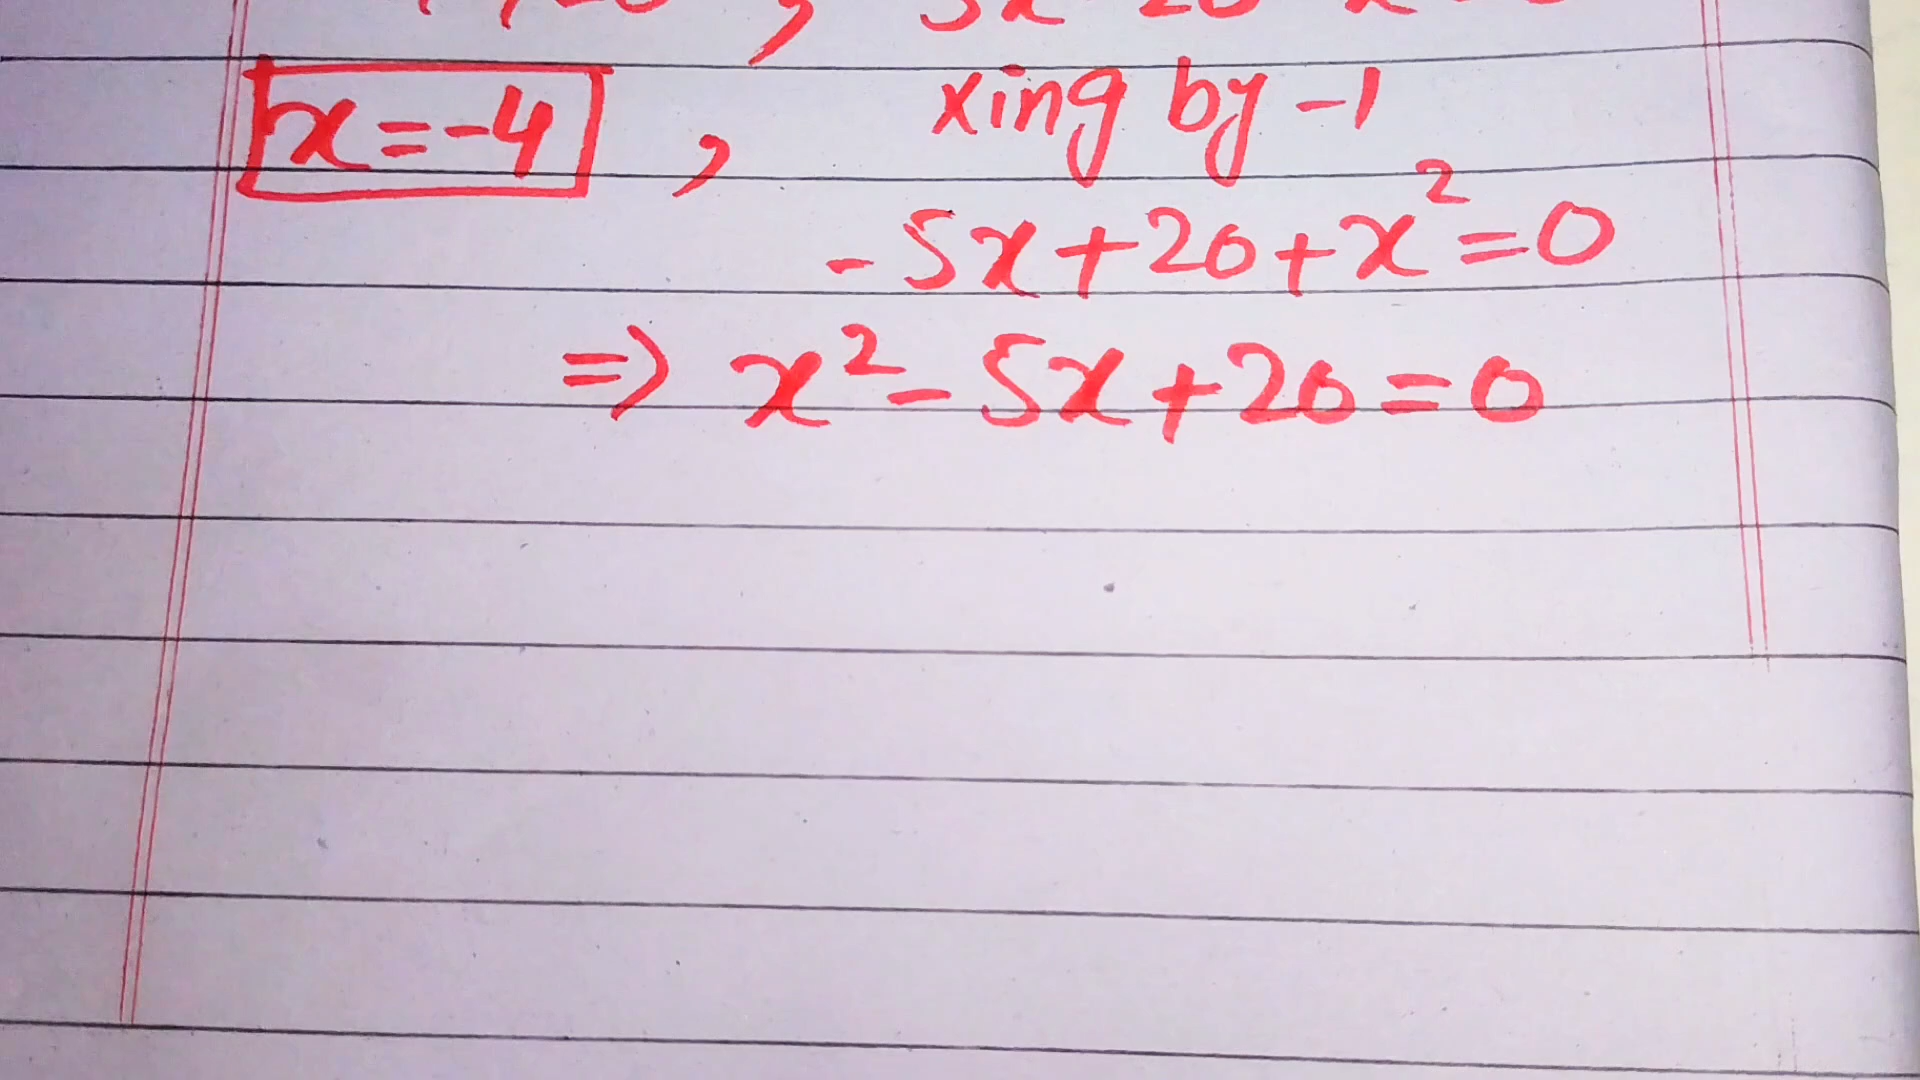 x=-4 , xing by -1
-5x+20+x²=0
=> x²-5x+20=0